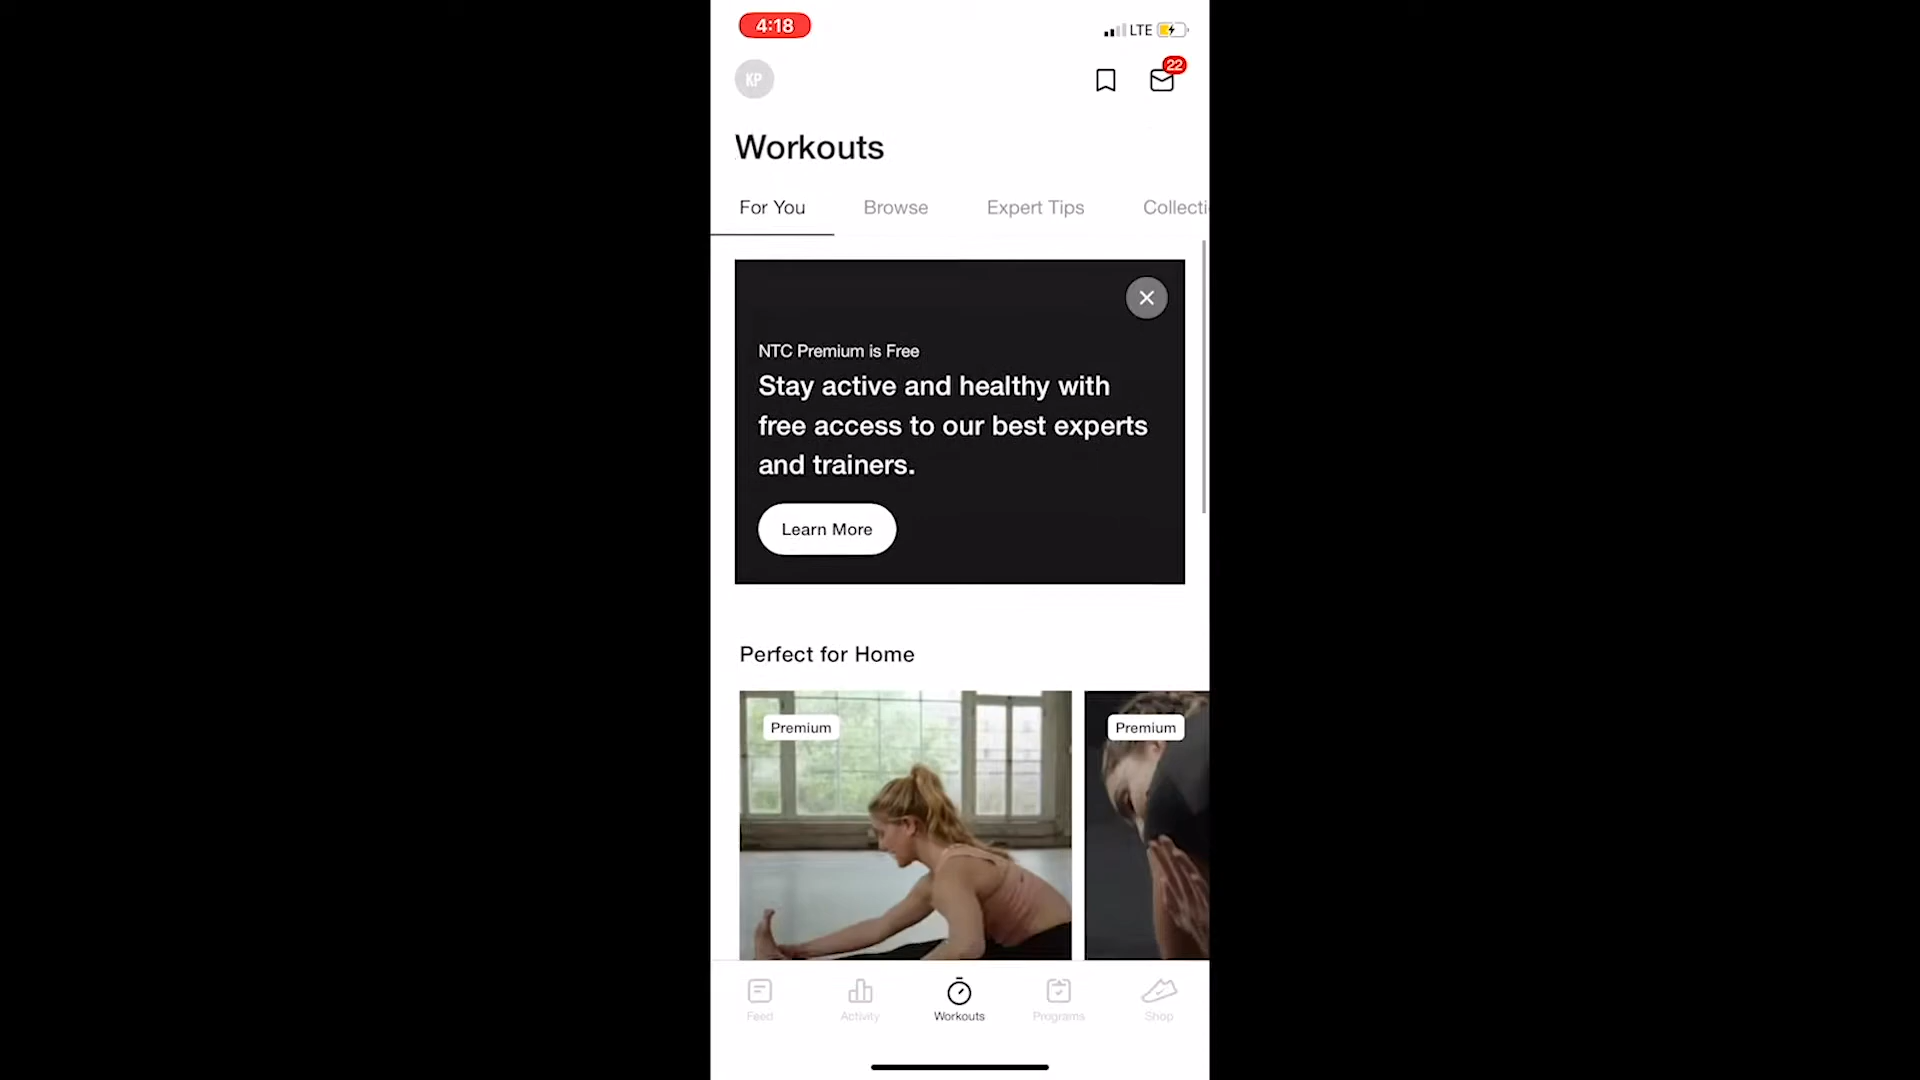 4:18
LTE
KP
22
Workouts
For You
Browse
Expert Tips
Collecti
NTC Premium is Free
Stay active and healthy with
free access to our best experts
and trainers.
Learn More
Perfect for Home
Premium
Premium
Feed
Activity
Workouts
Programs
Shop